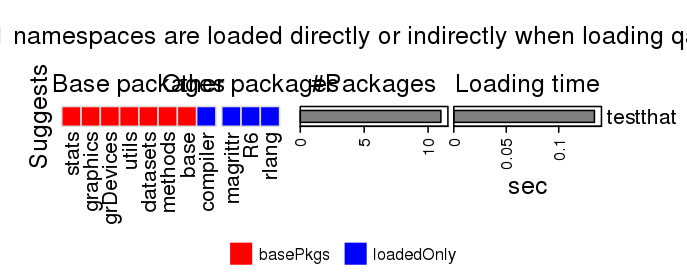 namespaces are loaded directly or indirectly when loading
Base packages
Other packages
#Packages
Loading time
Suggests
testthat
stats
graphics
grDevices
utils
datasets
methods
base
compiler
magrittr
R6
rlang
0 5 10
0 0.05 0.1
sec
basePkgs
loadedOnly